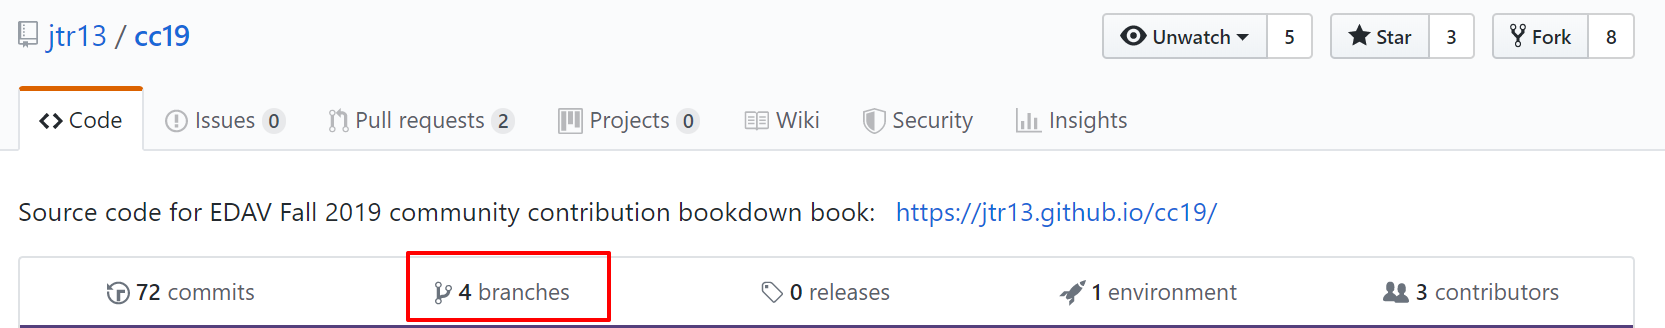 jtr13 / cc19 Unwatch 5 Star 3 Fork 8
Code Issues 0 Pull requests 2 Projects 0 Wiki Security Insights
Source code for EDAV Fall 2019 community contribution bookdown book: https://jtr13.github.io/cc19/
72 commits 4 branches 0 releases 1 environment 3 contributors